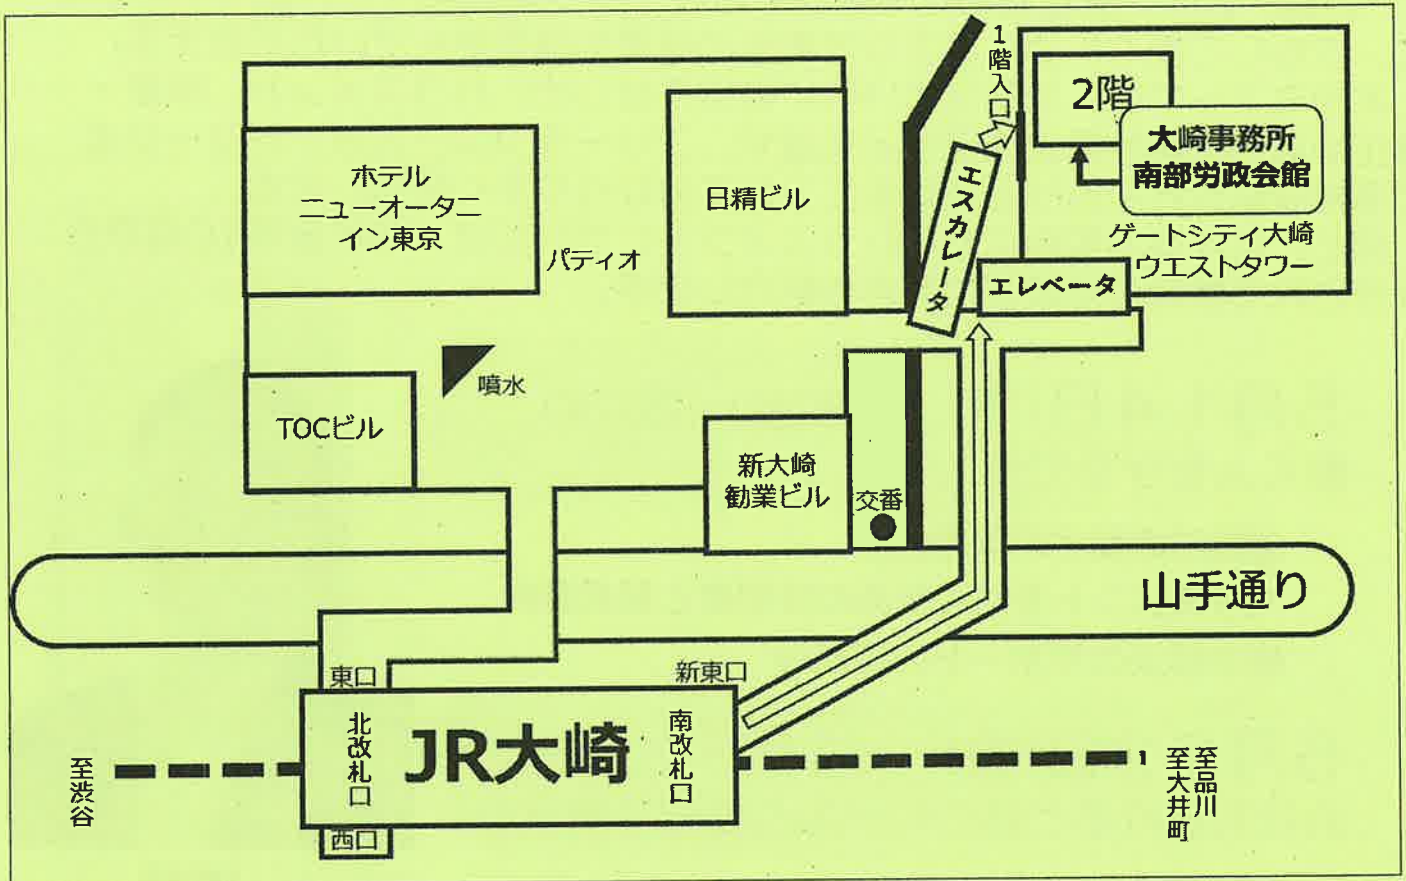 1階入口
2階
大崎事務所
南部労政会館
ゲートシティ大崎
ウエストタワー
エスカレータ
エレベータ
ホテル
ニューオータニ
イン東京
パティオ
日精ビル
噴水
TOCビル
新大崎
勧業ビル
交番
山手通り
東口
新東口
北改札口
JR大崎
南改札口
西口
至渋谷
至品川
至大井町